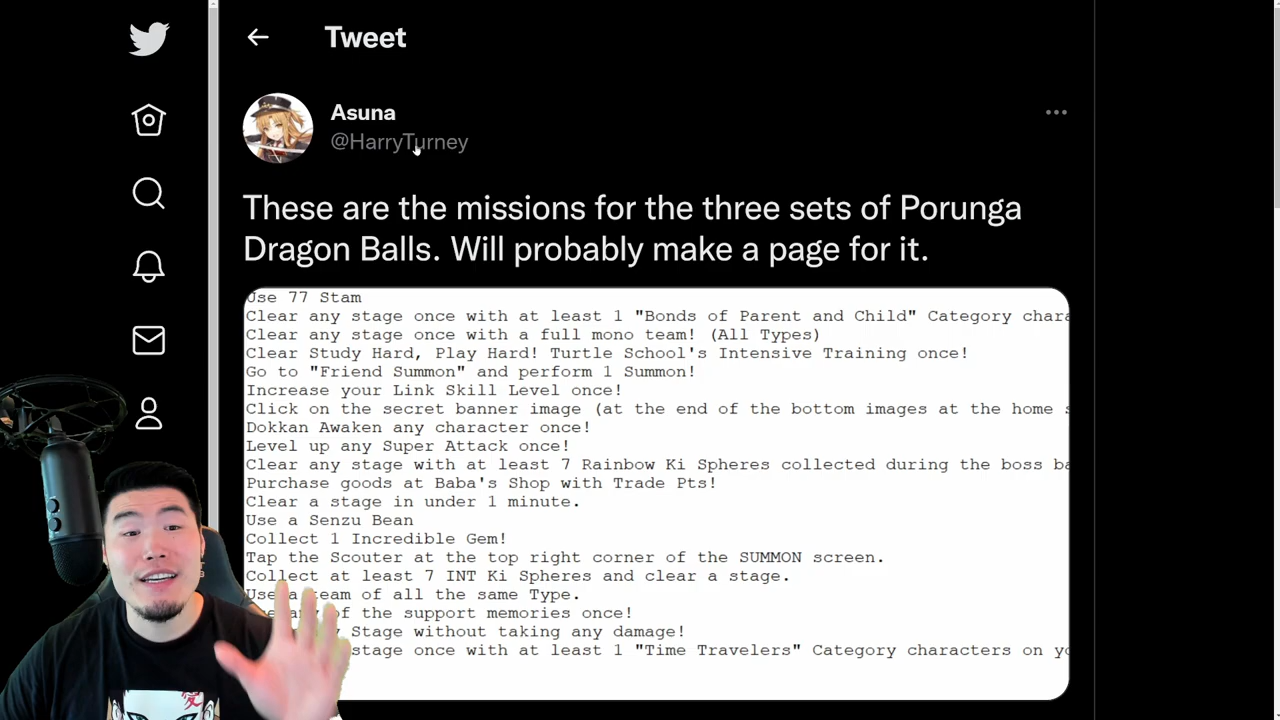 Tweet
Asuna
@HarryTurney
These are the missions for the three sets of Porunga
Dragon Balls. Will probably make a page for it.
Use 77 Stam
Clear any stage once with at least 1 "Bonds of Parent and Child" Category chara
Clear any stage once with a full mono team! (All Types)
Clear Study Hard, Play Hard! Turtle School's Intensive Training once!
Go to "Friend Summon" and perform 1 Summon!
Increase your Link Skill Level once!
Click on the secret banner image (at the end of the bottom images at the home s
Dokkan Awaken any character once!
Level up any Super Attack once!
Clear any stage with at least 7 Rainbow Ki Spheres collected during the boss ba
Purchase goods at Baba's Shop with Trade Pts!
Clear a stage in under 1 minute.
Use a Senzu Bean
Collect 1 Incredible Gem!
Tap the Scouter at the top right corner of the SUMMON screen.
Collect at least 7 INT Ki Spheres and clear a stage.
Use a team of all the same Type.
of the support memories once!
Stage without taking any damage!
stage once with at least 1 "Time Travelers" Category characters on yo